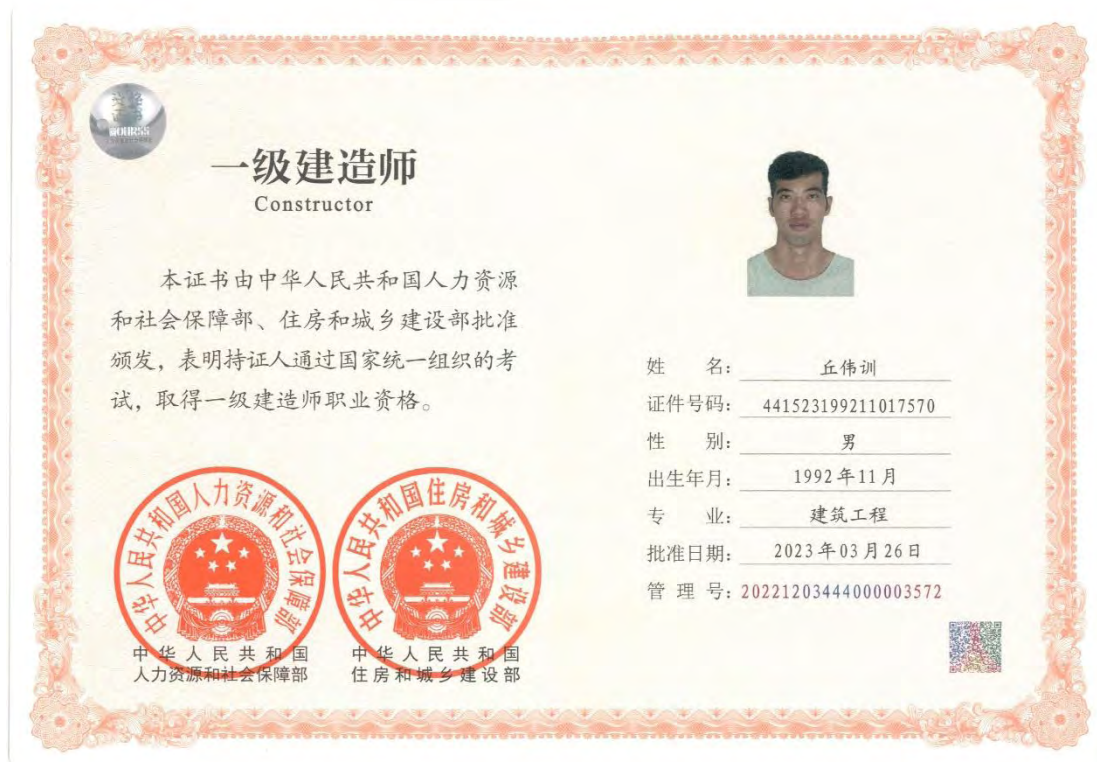 一级建造师
Constructor
本证书由中华人民共和国人力资源
和社会保障部、住房和城乡建设部批准
颁发，表明持证人通过国家统一组织的考
试，取得一级建造师职业资格。
中华人民共和国人力资源和社会保障部
中华人民共和国住房和城乡建设部
中华人民共和国
人力资源和社会保障部
中华人民共和国
住房和城乡建设部
姓 名： 丘伟训
证件号码： 441523199211017570
性 别： 男
出生年月： 1992年11月
专 业： 建筑工程
批准日期： 2023年03月26日
管 理 号：20221203444000003572